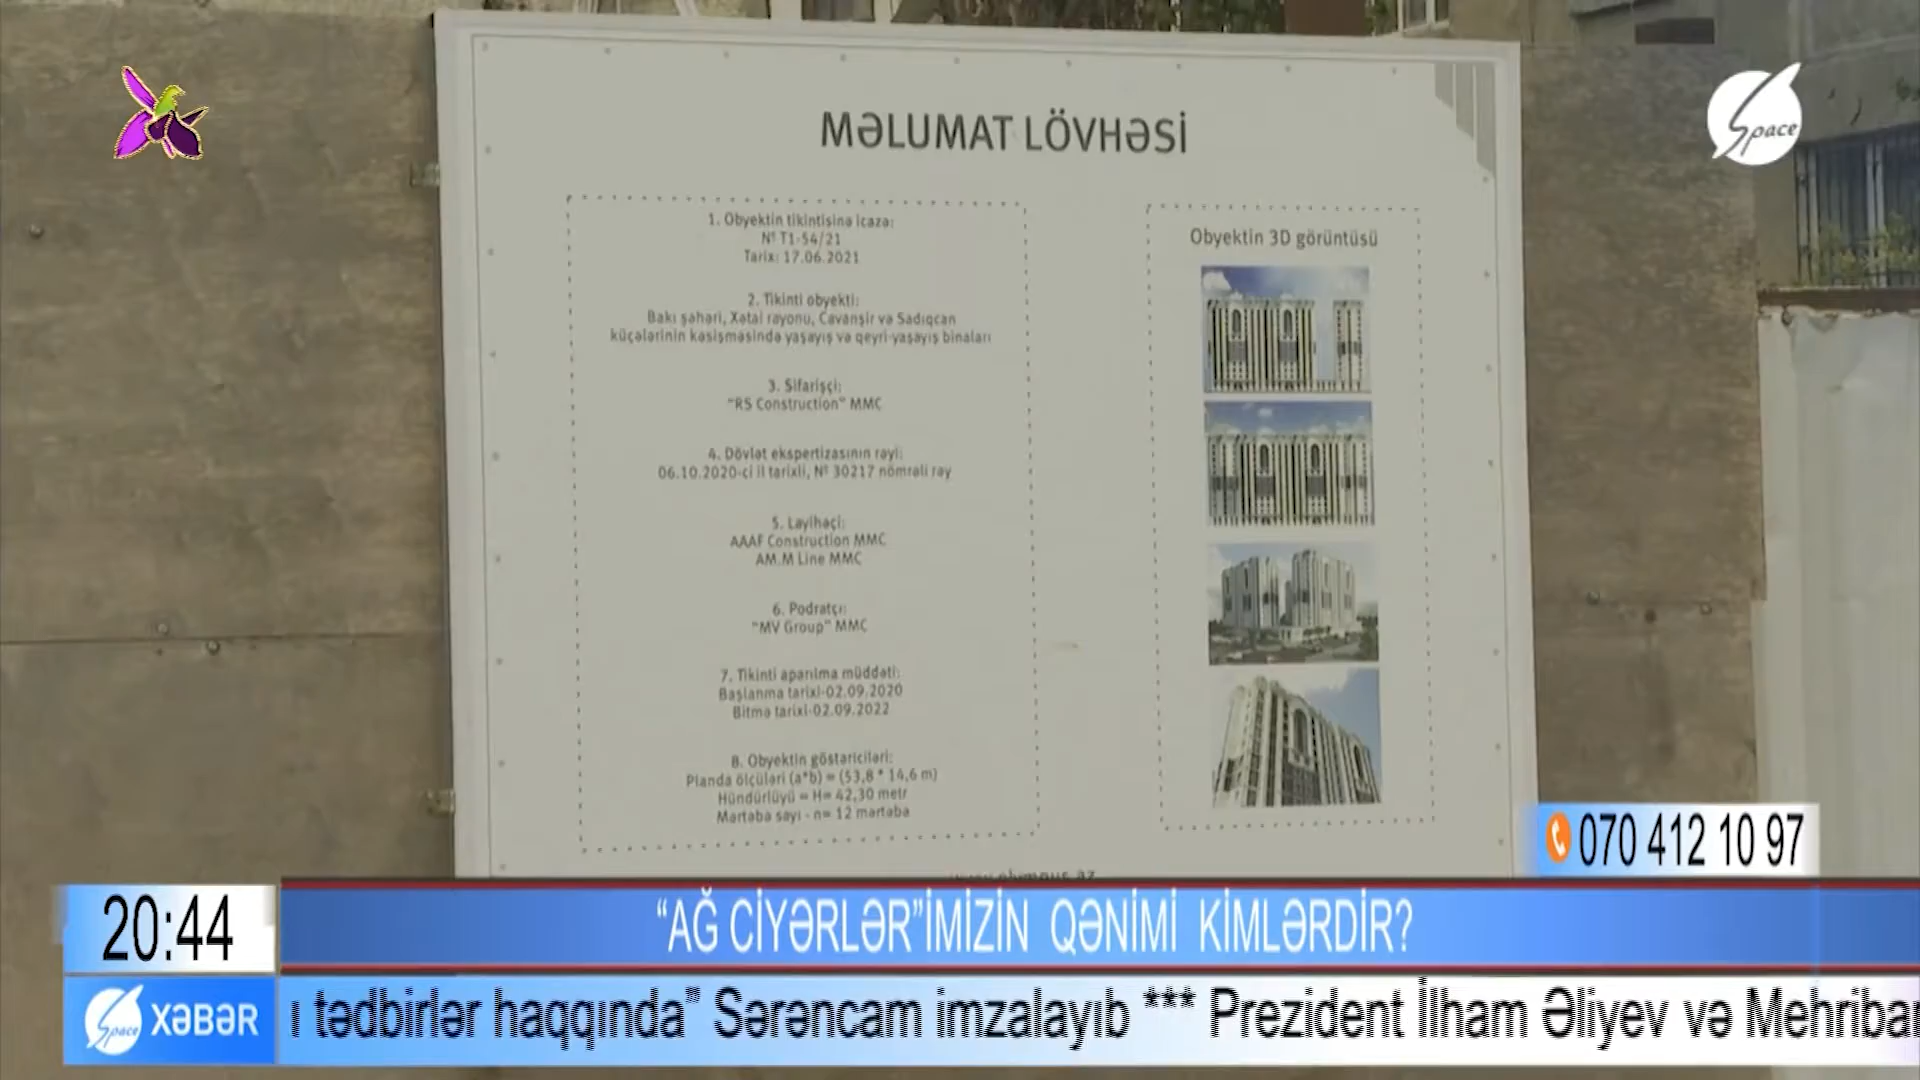 Space
MƏLUMAT LÖVHƏSİ
1. Obyektin tikintisinə icazə:
№ T1-54/21
Tarix: 17.06.2021
2. Tikinti obyekti:
Bakı şəhəri, Xətai rayonu, Cavanşir və Sadıqcan
küçələrinin kəsişməsində yaşayış və qeyri-yaşayış binaları
3. Sifarişçi:
"RS Construction" MMC
4. Dövlət ekspertizasının rəyi:
06.10.2020-ci il tarixli, № 30217 nömrəli rəy
5. Layihəçi:
AAAF Construction MMC
AM.M Line MMC
6. Podratçı:
"MV Group" MMC
7. Tikinti aparılma müddəti:
Başlanma tarixi-02.09.2020
Bitmə tarixi-02.09.2022
8. Obyektin göstəriciləri:
Planda ölçüləri (a*b) = (53,8 * 14,6 m)
Hündürlüyü = H= 42,30 metr
Mərtəbə sayı - n= 12 mərtəbə
Obyektin 3D görüntüsü
070 412 10 97
20:44
“AĞ CİYƏRLƏR”İMİZİN QƏNİMİ KİMLƏRDİR?
Space XƏBƏR
ı tədbirlər haqqında” Sərəncam imzalayıb *** Prezident İlham Əliyev və Mehriban